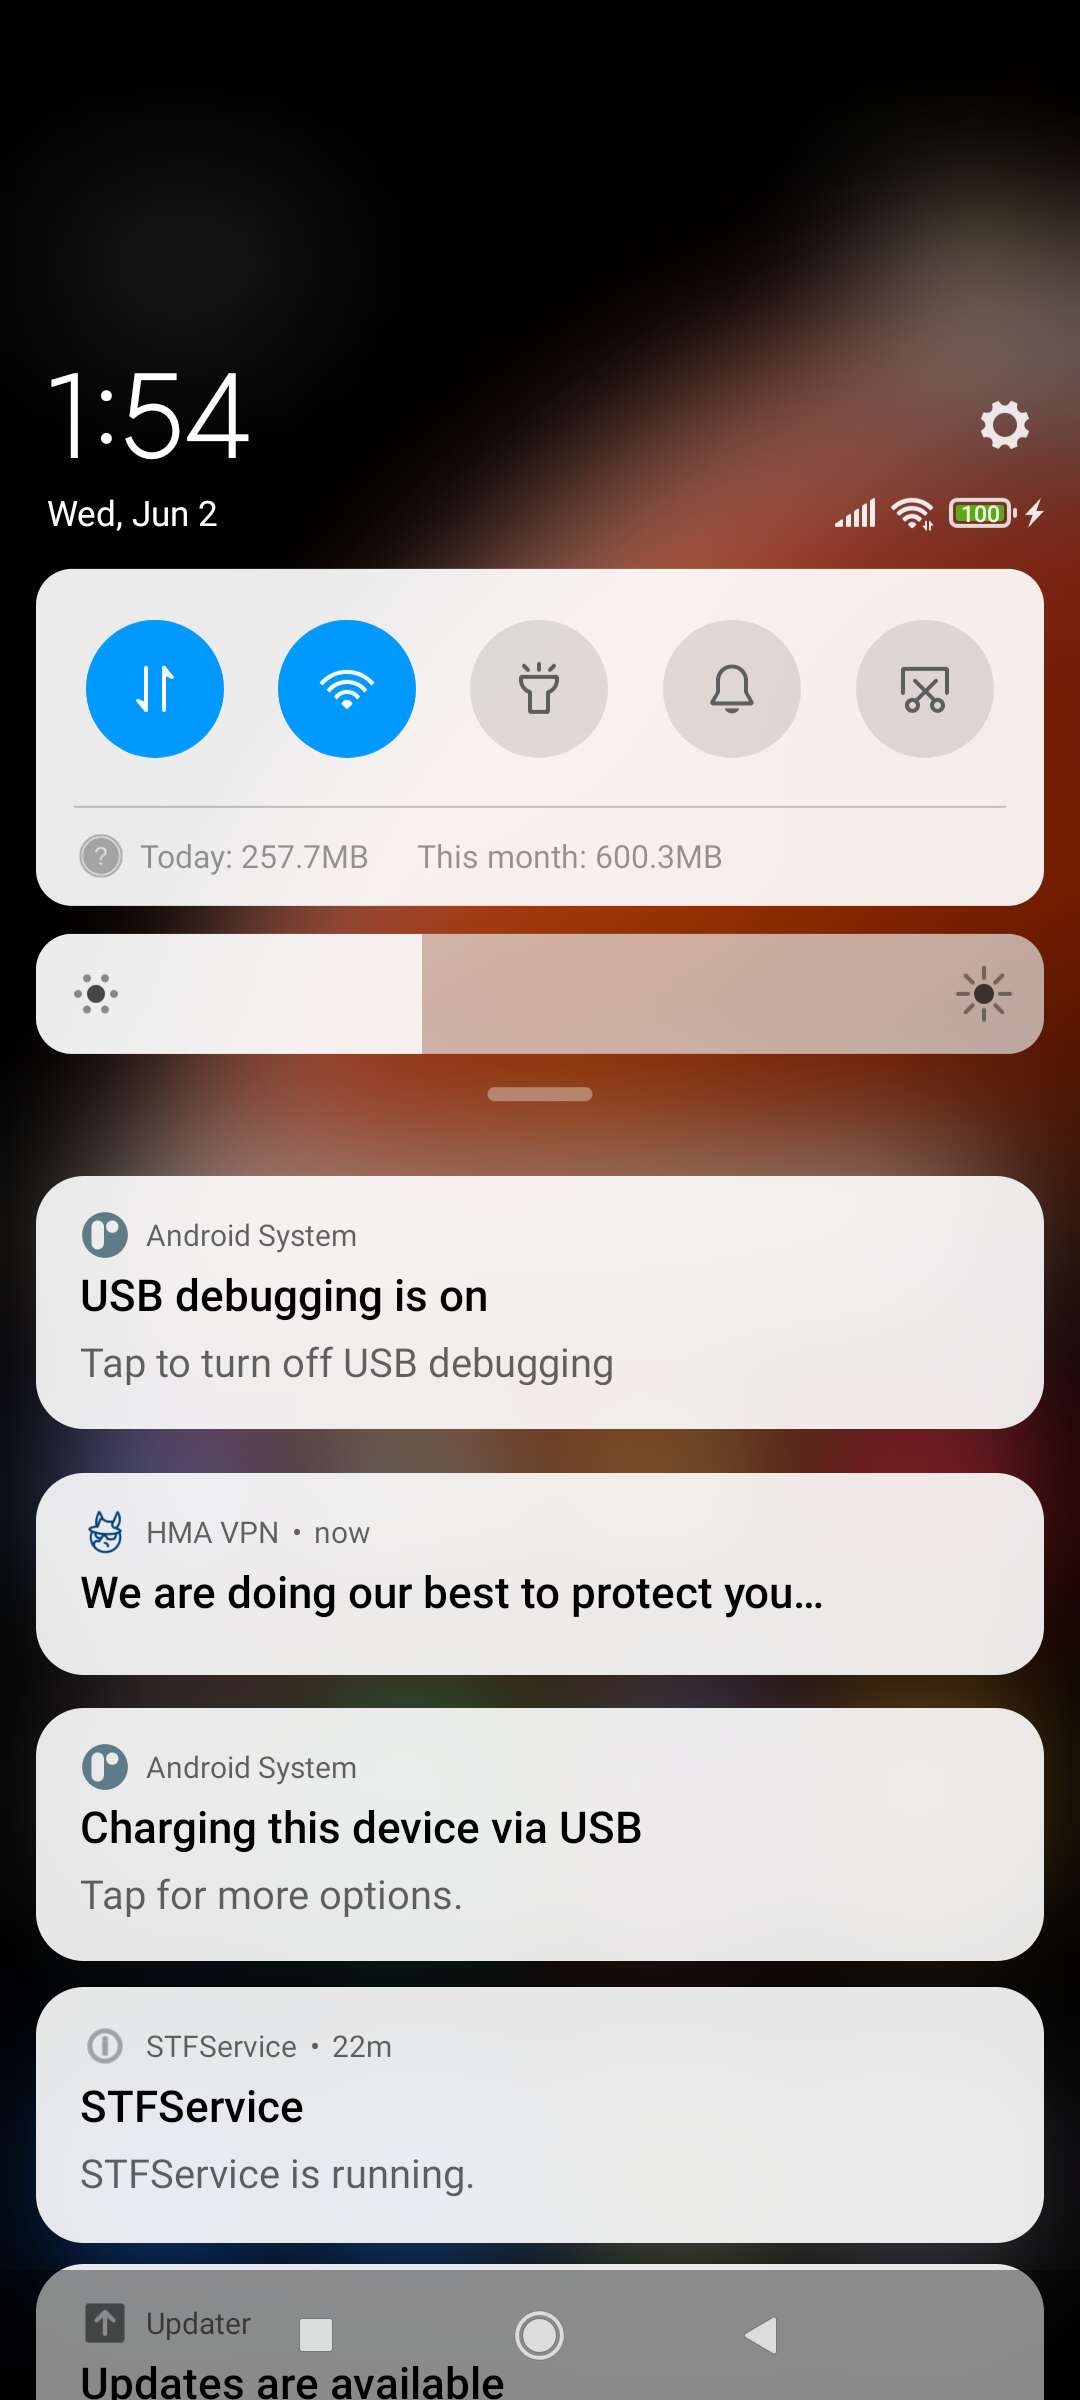 1:54
Wed, Jun 2
100
Today: 257.7MB This month: 600.3MB
Android System
USB debugging is on
Tap to turn off USB debugging
HMA VPN • now
We are doing our best to protect you...
Android System
Charging this device via USB
Tap for more options.
STFService • 22m
STFService
STFService is running.
Updater
Updates are available